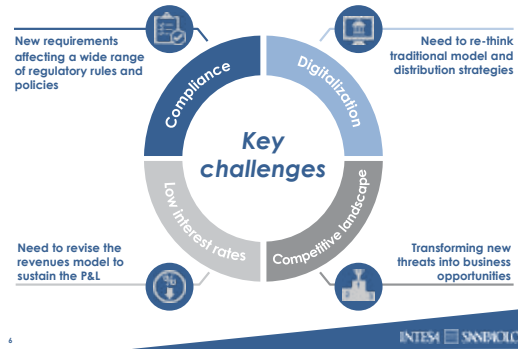 New requirements
affecting a wide range
of regulatory rules and
policies
Need to re-think
traditional model and
distribution strategies
Compliance
Digitalization
Key
challenges
Low interest rates
Competitive landscape
Need to revise the
revenues model to
sustain the P&L
%
Transforming new
threats into business
opportunities
6
INTESA SANPAOLO